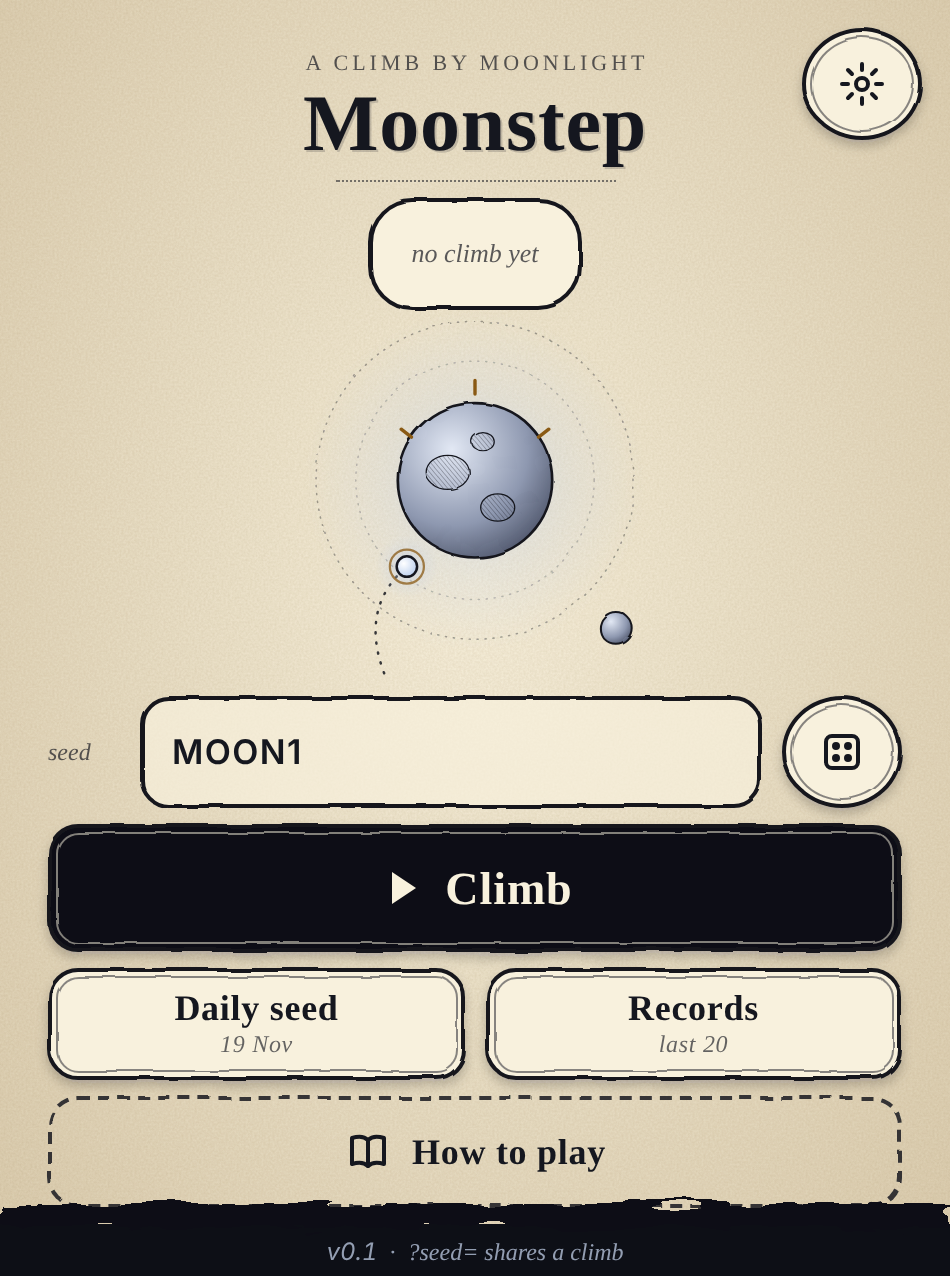 A CLIMB BY MOONLIGHT
Moonstep
no climb yet
seed
MOON1
Climb
Daily seed
19 Nov
Records
last 20
How to play
v0.1 · ?seed= shares a climb